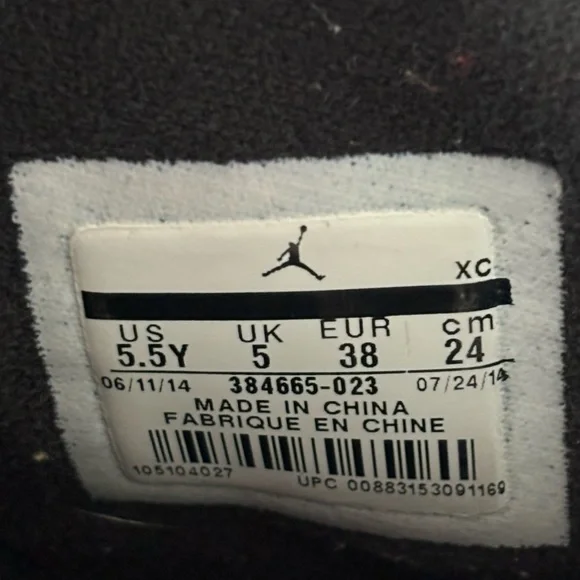 XC
US UK EUR cm
5.5Y 5 38 24
06/11/14 384665-023 07/24/14
MADE IN CHINA
FABRIQUE EN CHINE
105104027
UPC 00883153091169